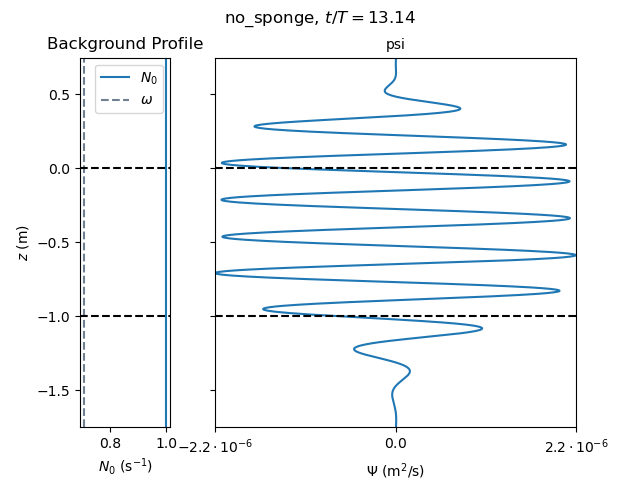 no_sponge, t/T = 13.14
Background Profile
psi
N₀
ω
0.5
0.0
−0.5
−1.0
−1.5
z (m)
0.8 1.0
N₀ (s⁻¹)
−2.2 · 10⁻⁶ 0.0 2.2 · 10⁻⁶
Ψ (m²/s)